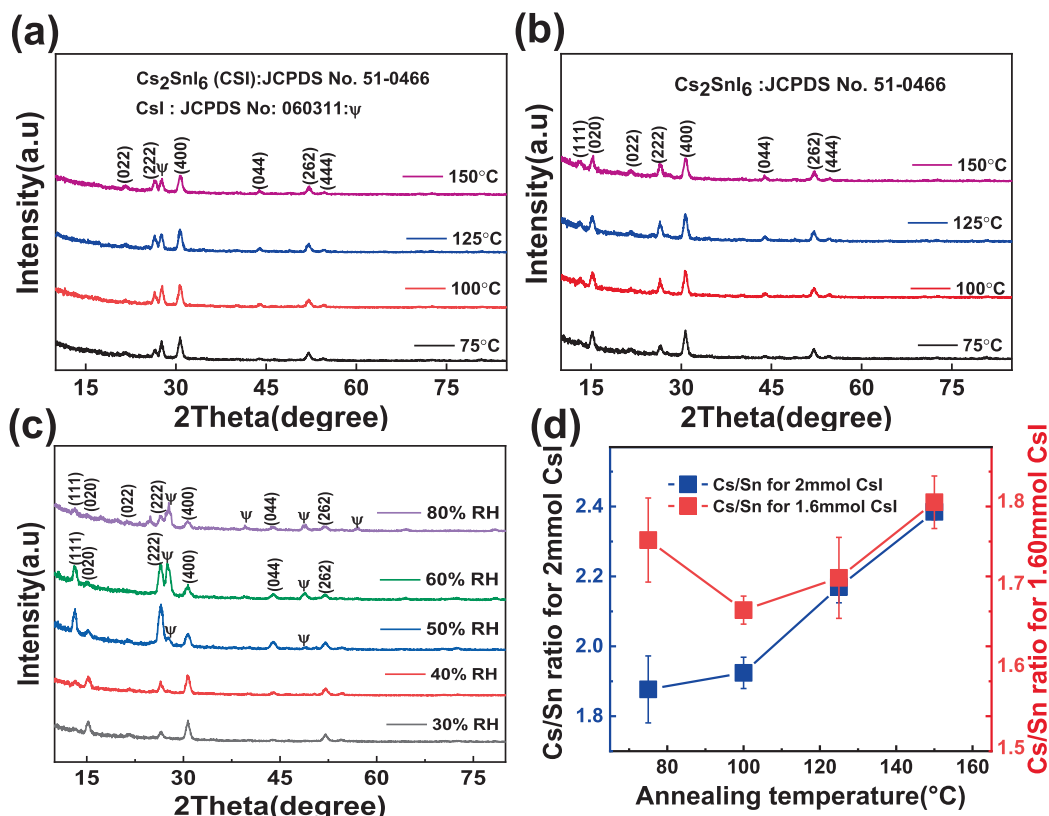 (a)
Cs2SnI6 (CSI):JCPDS No. 51-0466
CsI : JCPDS No: 060311:ψ
(022)
(222)
ψ
(400)
(044)
(262)
(444)
150°C
125°C
100°C
75°C
15 30 45 60 75
2Theta(degree)
Intensity(a.u)
(b)
Cs2SnI6 :JCPDS No. 51-0466
(111)
(020)
(022)
(222)
(400)
(044)
(262)
(444)
150°C
125°C
100°C
75°C
15 30 45 60 75
2Theta(degree)
Intensity(a.u)
(c)
(111)
(020)
(022)
(222)
ψ
(400)
ψ
(044)
ψ
(262)
ψ
80% RH
(111)
(020)
(222)
ψ
(400)
(044)
ψ
(262)
60% RH
ψ
ψ
50% RH
40% RH
30% RH
15 30 45 60 75
2Theta(degree)
Intensity(a.u)
(d)
Cs/Sn for 2mmol CsI
Cs/Sn for 1.6mmol CsI
2.4
2.2
2.1
1.9
1.8
1.8
1.7
1.6
1.5
80 100 120 140 160
Annealing temperature(°C)
Cs/Sn ratio for 2mmol CsI
Cs/Sn ratio for 1.60mmol CsI